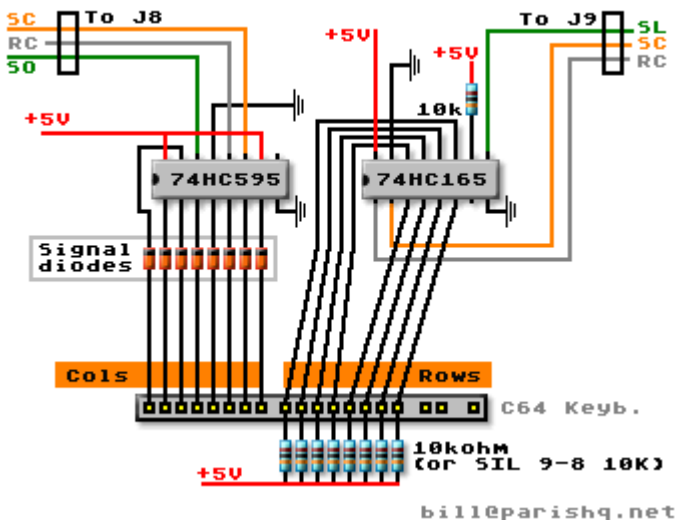 SC
To J8
RC
SO
+5V
+5V
+5V
To J9
SL
SC
RC
10k
74HC595
74HC165
Signal
diodes
Cols
Rows
C64 Keyb.
10kohm
(or SIL 9-8 10K)
+5V
bill@parishq.net